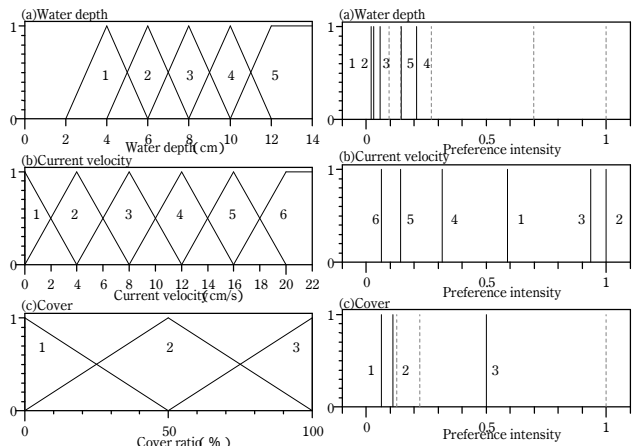 (a)Water depth
1
0
1 2 3 4 5
0 2 4 6 8 10 12 14
Water depth(cm)
(b)Current velocity
1
0
1 2 3 4 5 6
0 2 4 6 8 10 12 14 16 18 20 22
Current velocity(cm/s)
(c)Cover
1
0
1 2 3
0 50 100
Cover ratio( % )
(a)Water depth
1
0
1 2 3 5 4
0 0.5 1
Preference intensity
(b)Current velocity
1
0
6 5 4 1 3 2
0 0.5 1
Preference intensity
(c)Cover
1
0
1 2 3
0 0.5 1
Preference intensity